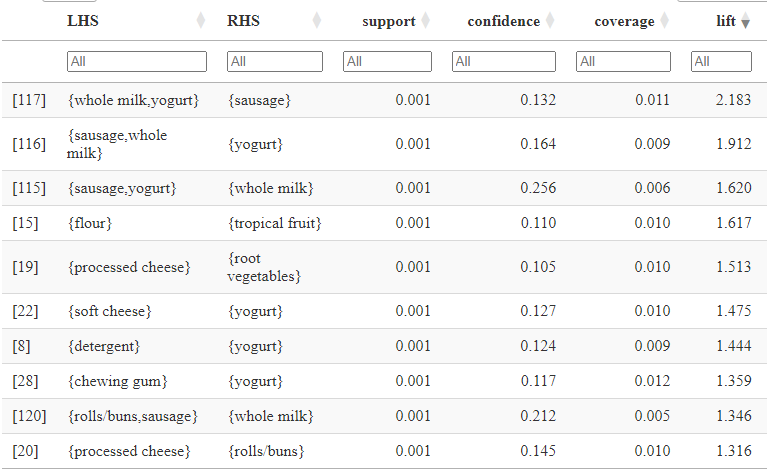 LHS RHS support confidence coverage lift
All All All All All All
[117] {whole milk,yogurt} {sausage} 0.001 0.132 0.011 2.183
[116] {sausage,whole milk} {yogurt} 0.001 0.164 0.009 1.912
[115] {sausage,yogurt} {whole milk} 0.001 0.256 0.006 1.620
[15] {flour} {tropical fruit} 0.001 0.110 0.010 1.617
[19] {processed cheese} {root vegetables} 0.001 0.105 0.010 1.513
[22] {soft cheese} {yogurt} 0.001 0.127 0.010 1.475
[8] {detergent} {yogurt} 0.001 0.124 0.009 1.444
[28] {chewing gum} {yogurt} 0.001 0.117 0.012 1.359
[120] {rolls/buns,sausage} {whole milk} 0.001 0.212 0.005 1.346
[20] {processed cheese} {rolls/buns} 0.001 0.145 0.010 1.316